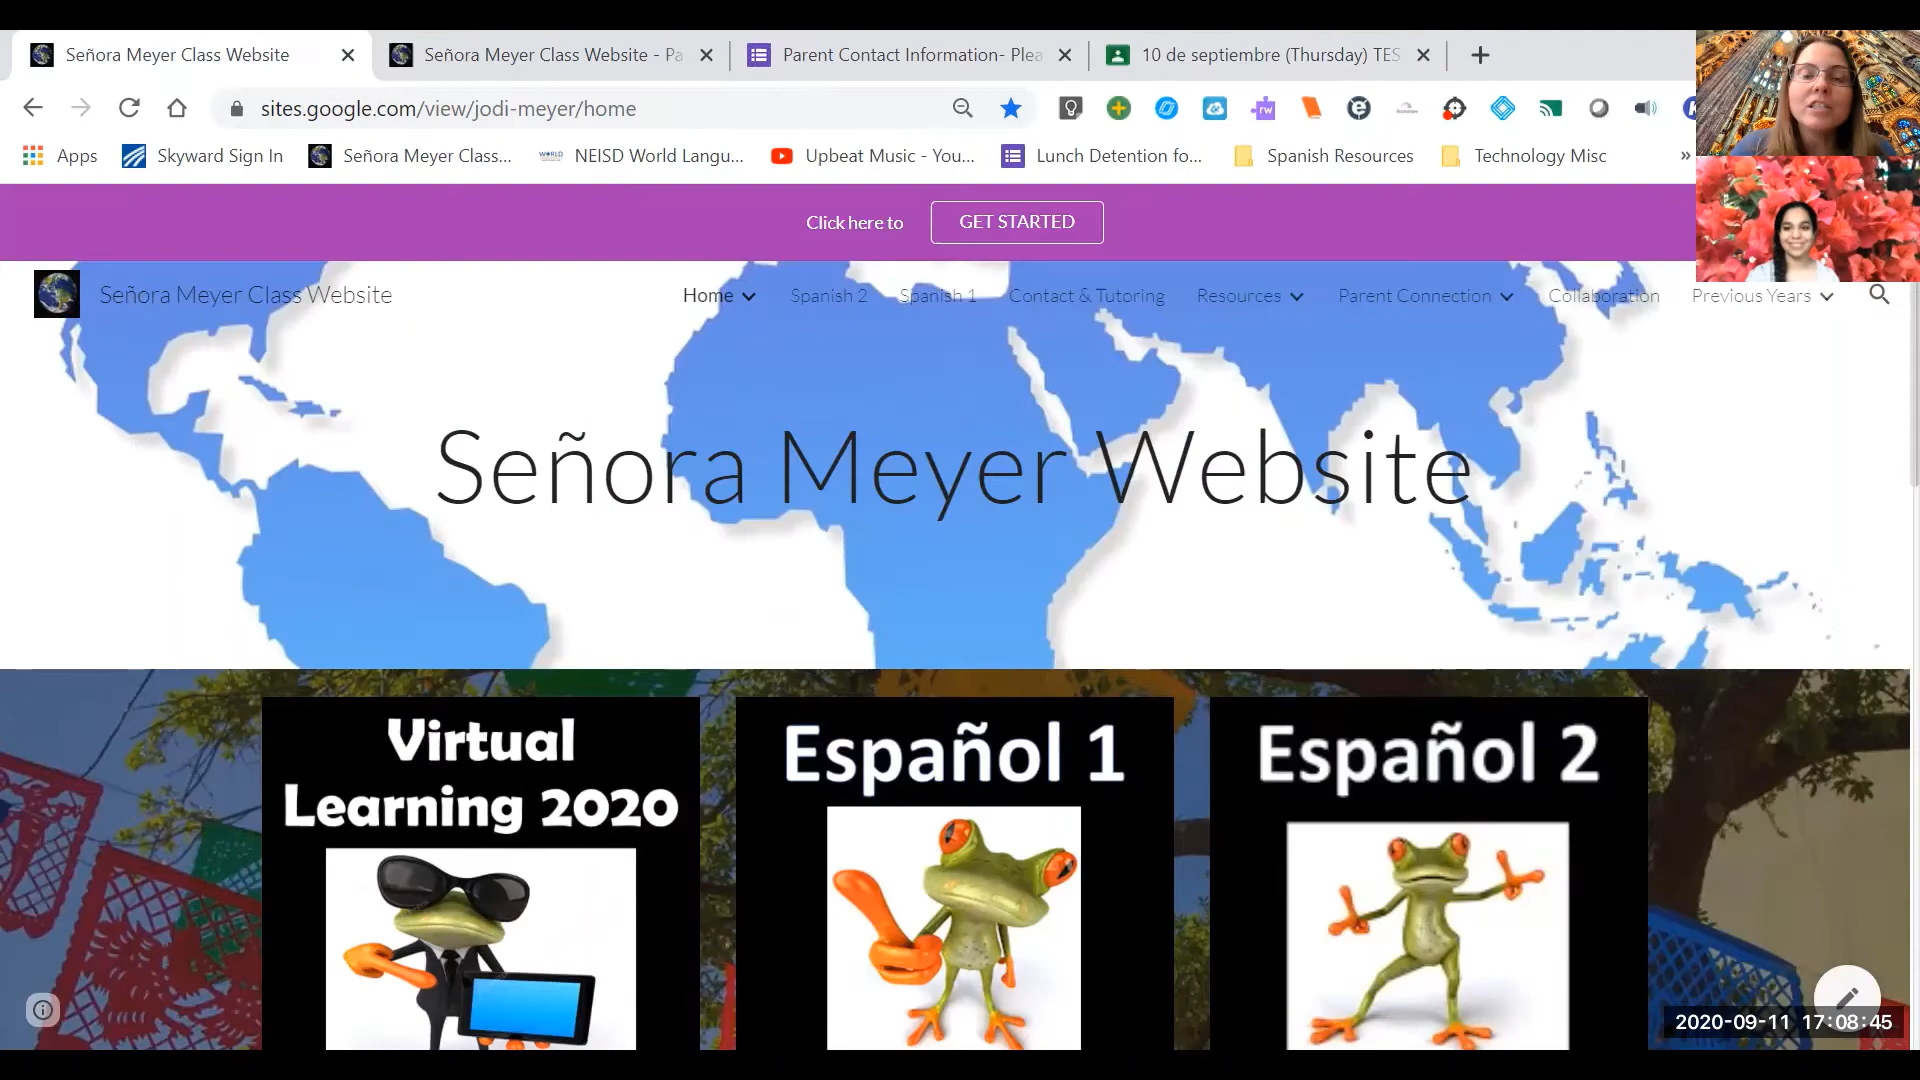 Señora Meyer Class Website
Señora Meyer Class Website - Pa
Parent Contact Information- Plea
10 de septiembre (Thursday) TES
sites.google.com/view/jodi-meyer/home
Apps
Skyward Sign In
Señora Meyer Class...
NEISD World Langu...
Upbeat Music - You...
Lunch Detention fo...
Spanish Resources
Technology Misc
»
Click here to
GET STARTED
Señora Meyer Class Website
Home
Spanish 2
Spanish 1
Contact & Tutoring
Resources
Parent Connection
Collaboration
Previous Years
Señora Meyer Website
Virtual
Learning 2020
Español 1
Español 2
2020-09-11 17:08:45